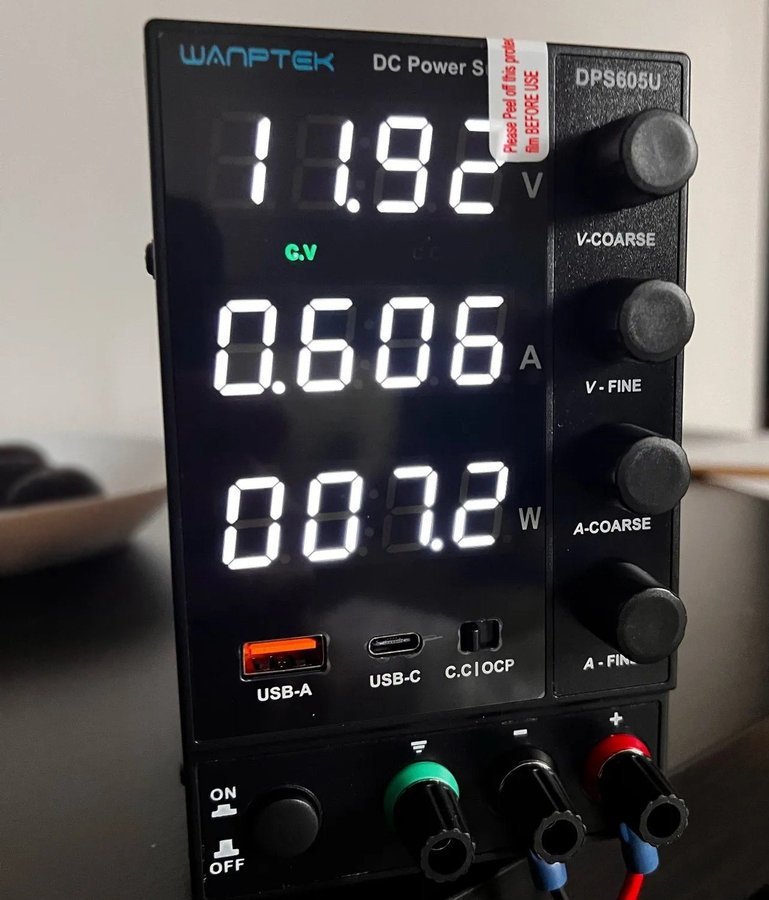 WANPTEK
DC Power S
Please Peel off this protec
film BEFORE USE
DPS605U
11.92 V
C.V
V-COARSE
0.606 A
V - FINE
007.2 W
A-COARSE
USB-A
USB-C
C.C|OCP
A - FINE
ON
OFF
- +